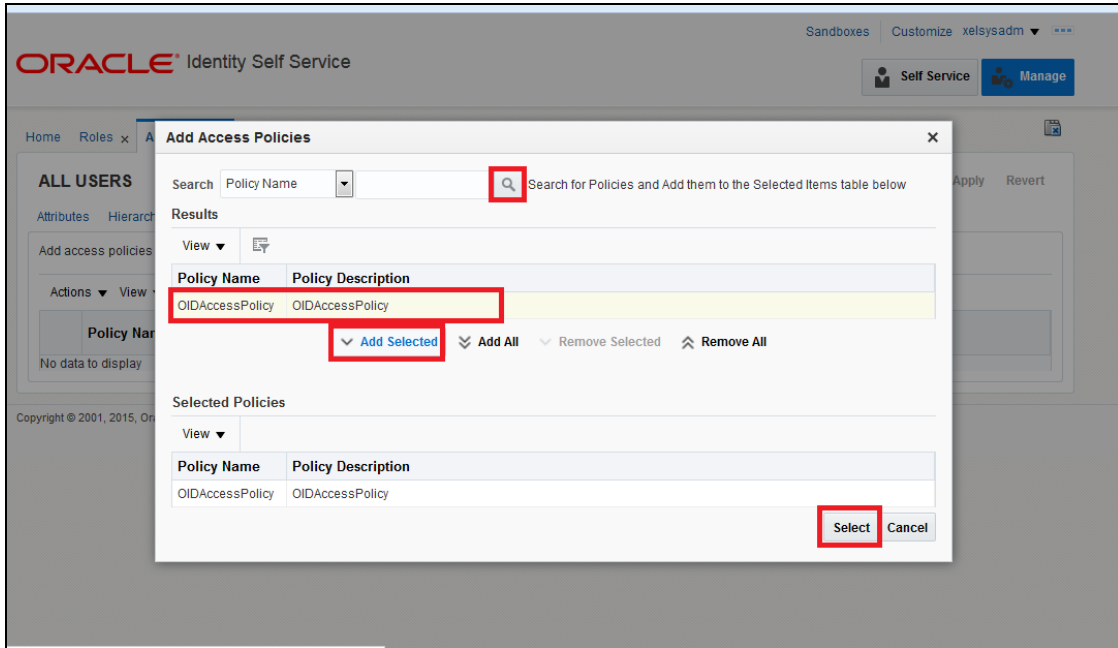 Sandboxes Customize xelsysadm
ORACLE® Identity Self Service
Self Service Manage
Home Roles x A
Add Access Policies
ALL USERS
Apply Revert
Search Policy Name Search for Policies and Add them to the Selected Items table below
Attributes
Results
Add access policies
View
Actions View
Policy Name Policy Description
OIDAccessPolicy OIDAccessPolicy
Policy
Add Selected Add All Remove Selected Remove All
No data to display
Selected Policies
Copyright © 2001, 2015,
View
Policy Name Policy Description
OIDAccessPolicy OIDAccessPolicy
Select Cancel